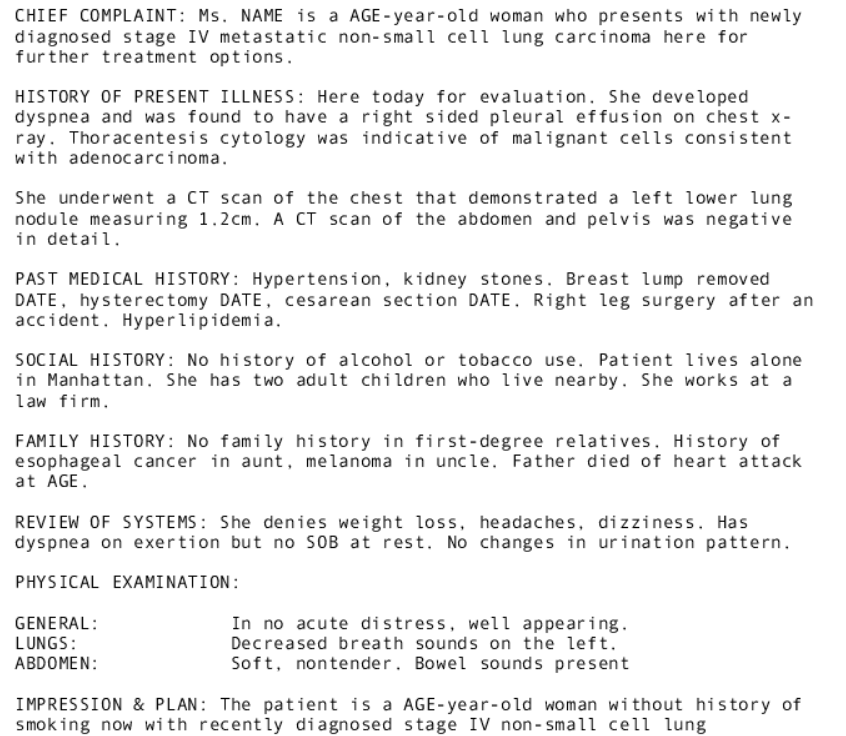 CHIEF COMPLAINT: Ms. NAME is a AGE-year-old woman who presents with newly
diagnosed stage IV metastatic non-small cell lung carcinoma here for
further treatment options.
HISTORY OF PRESENT ILLNESS: Here today for evaluation. She developed
dyspnea and was found to have a right sided pleural effusion on chest x-
ray. Thoracentesis cytology was indicative of malignant cells consistent
with adenocarcinoma.
She underwent a CT scan of the chest that demonstrated a left lower lung
nodule measuring 1.2cm. A CT scan of the abdomen and pelvis was negative
in detail.
PAST MEDICAL HISTORY: Hypertension, kidney stones. Breast lump removed
DATE, hysterectomy DATE, cesarean section DATE. Right leg surgery after an
accident. Hyperlipidemia.
SOCIAL HISTORY: No history of alcohol or tobacco use. Patient lives alone
in Manhattan. She has two adult children who live nearby. She works at a
law firm.
FAMILY HISTORY: No family history in first-degree relatives. History of
esophageal cancer in aunt, melanoma in uncle. Father died of heart attack
at AGE.
REVIEW OF SYSTEMS: She denies weight loss, headaches, dizziness. Has
dyspnea on exertion but no SOB at rest. No changes in urination pattern.
PHYSICAL EXAMINATION:
GENERAL: In no acute distress, well appearing.
LUNGS: Decreased breath sounds on the left.
ABDOMEN: Soft, nontender. Bowel sounds present
IMPRESSION & PLAN: The patient is a AGE-year-old woman without history of
smoking now with recently diagnosed stage IV non-small cell lung